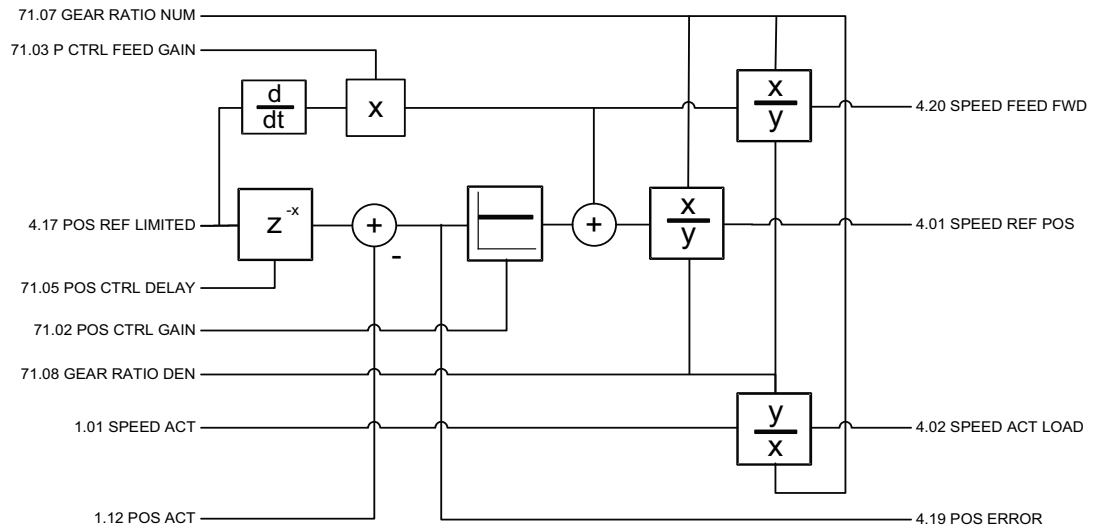 71.07 GEAR RATIO NUM
71.03 P CTRL FEED GAIN
d
dt
x
x
y
4.20 SPEED FEED FWD
4.17 POS REF LIMITED
z-x
+
-
+
x
y
4.01 SPEED REF POS
71.05 POS CTRL DELAY
71.02 POS CTRL GAIN
71.08 GEAR RATIO DEN
1.01 SPEED ACT
y
x
4.02 SPEED ACT LOAD
1.12 POS ACT
4.19 POS ERROR